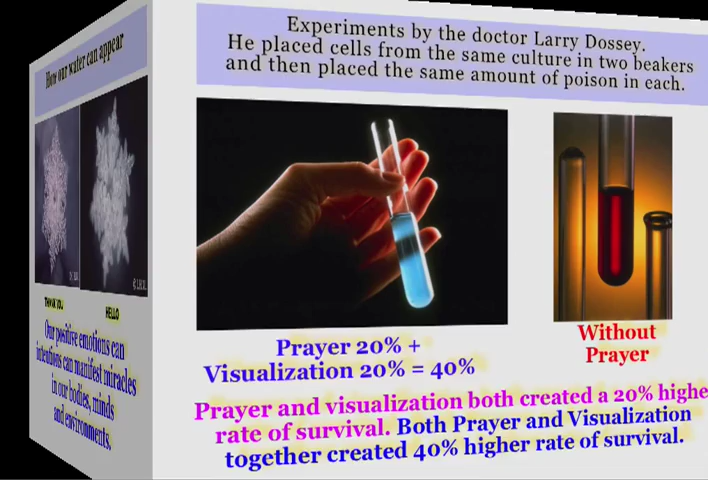 How our water can appear
THANK YOU
HELLO
Our positive emotions can
intentions can manifest miracles
in our bodies, minds
and environments.
Experiments by the doctor Larry Dossey.
He placed cells from the same culture in two beakers
and then placed the same amount of poison in each.
Prayer 20% +
Visualization 20% = 40%
Without
Prayer
Prayer and visualization both created a 20% highe
rate of survival. Both Prayer and Visualization
together created 40% higher rate of survival.